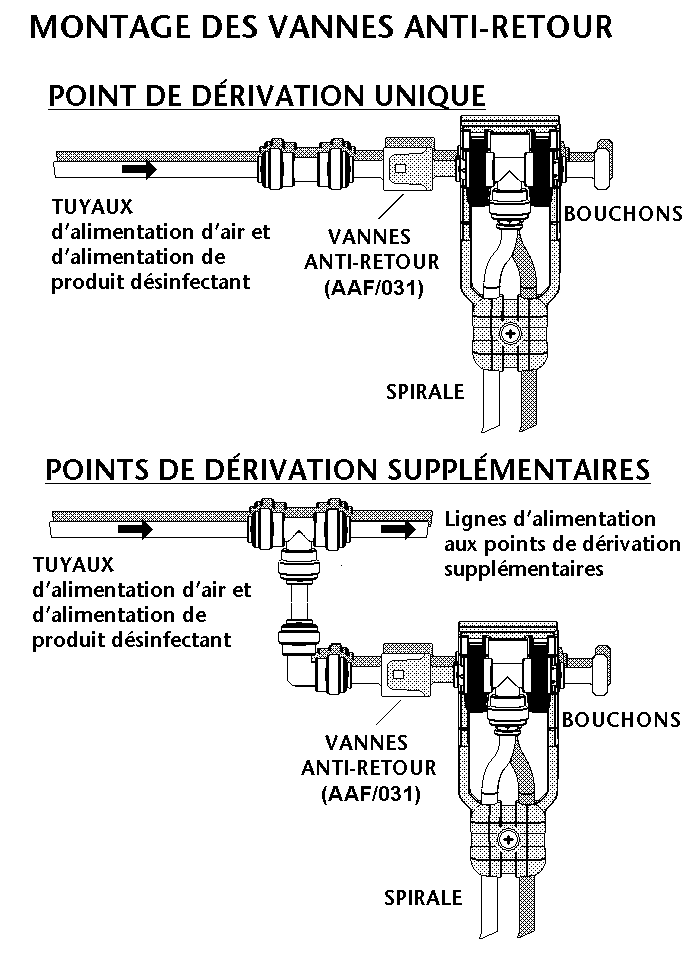 MONTAGE DES VANNES ANTI-RETOUR
POINT DE DÉRIVATION UNIQUE
TUYAUX
d'alimentation d'air et
d'alimentation de
produit désinfectant
VANNES
ANTI-RETOUR
(AAF/031)
BOUCHONS
SPIRALE
POINTS DE DÉRIVATION SUPPLÉMENTAIRES
Lignes d'alimentation
aux points de dérivation
supplémentaires
TUYAUX
d'alimentation d'air et
d'alimentation de
produit désinfectant
VANNES
ANTI-RETOUR
(AAF/031)
BOUCHONS
SPIRALE